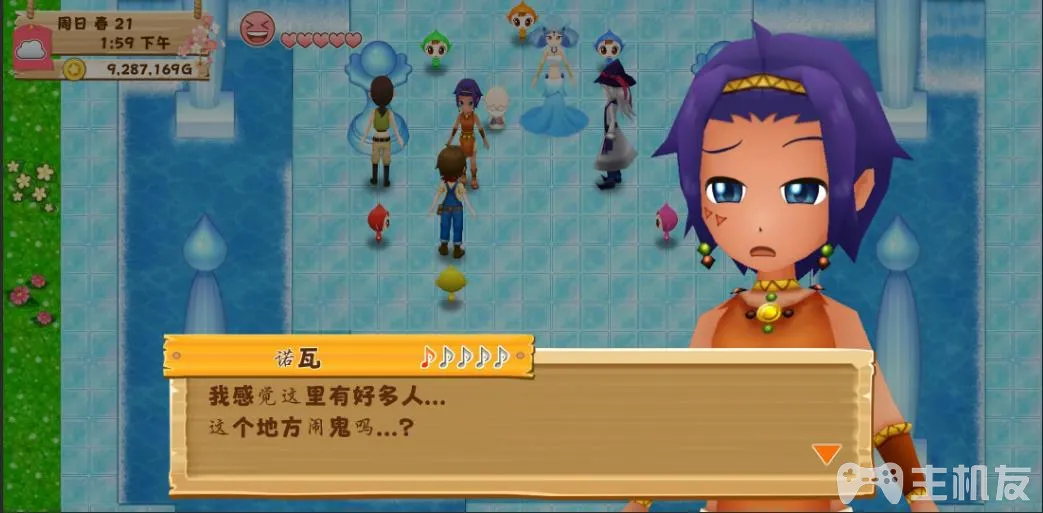 周日 春 21
1:59 下午
9,287,169G
诺瓦
我感觉这里有好多人...
这个地方闹鬼吗...?
主机友